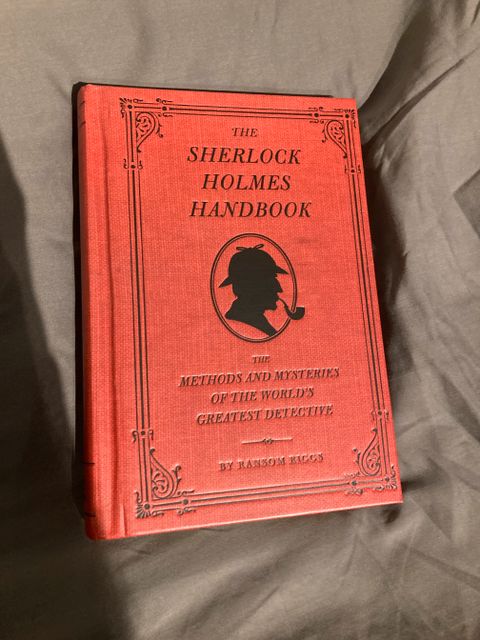 THE
SHERLOCK
HOLMES
HANDBOOK
THE
METHODS AND MYSTERIES
OF THE WORLD'S
GREATEST DETECTIVE
BY RANSOM RIGGS